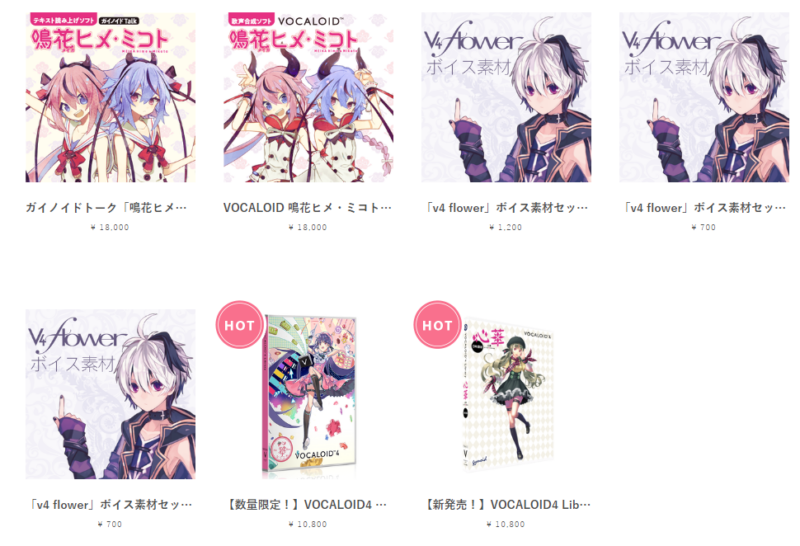 テキスト読み上げソフト ガイノイドTalk
鳴花ヒメ・ミコト
歌声合成ソフト VOCALOID™
鳴花ヒメ・ミコト
V4 flower
ボイス素材
V4 flower
ボイス素材
ガイノイドトーク「鳴花ヒメ…
¥ 18,000
VOCALOID 鳴花ヒメ・ミコト…
¥ 18,000
「v4 flower」ボイス素材セッ…
¥ 1,200
「v4 flower」ボイス素材セッ…
¥ 700
V4 flower
ボイス素材
HOT
VOCALOID™4
HOT
心華
VOCALOID™4
「v4 flower」ボイス素材セッ…
¥ 700
【数量限定！】VOCALOID4 …
¥ 10,800
【新発売！】VOCALOID4 Lib…
¥ 10,800